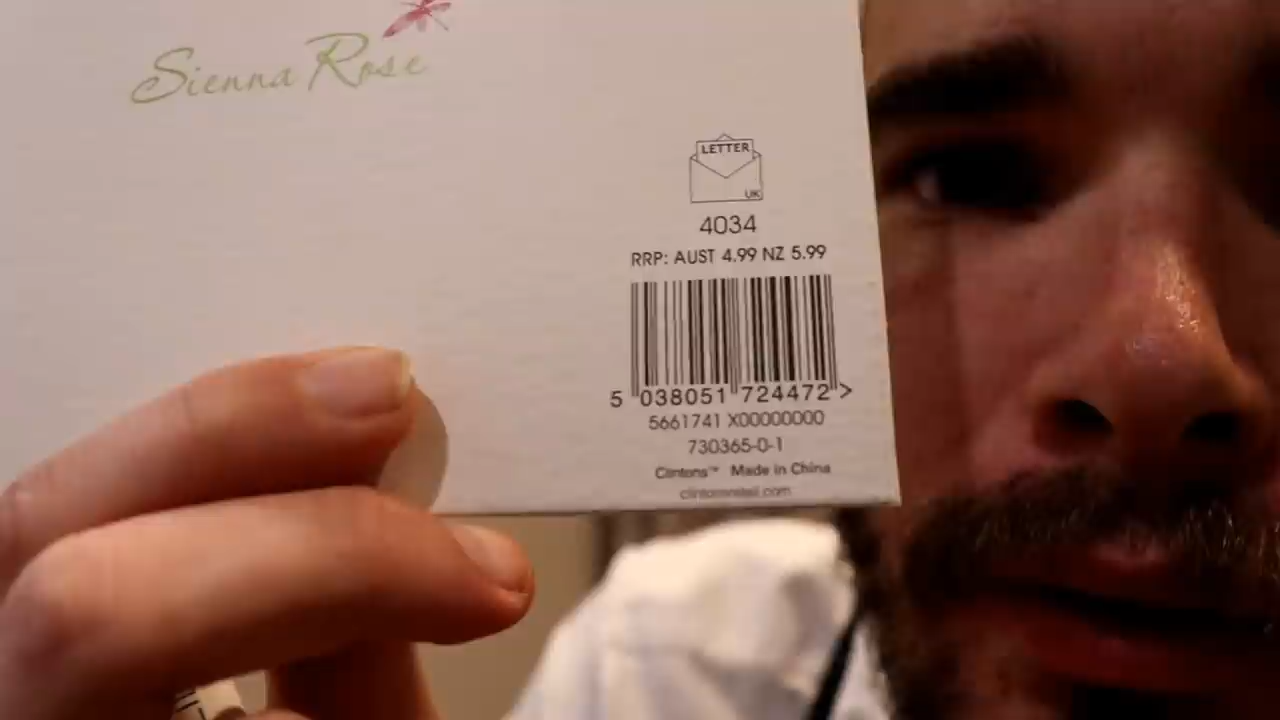 Sienna Rose
LETTER
UK
4034
RRP: AUST 4.99 NZ 5.99
5 038051 724472 >
5661741 X00000000
730365-0-1
Clintons™ Made in China
clintonsretail.com